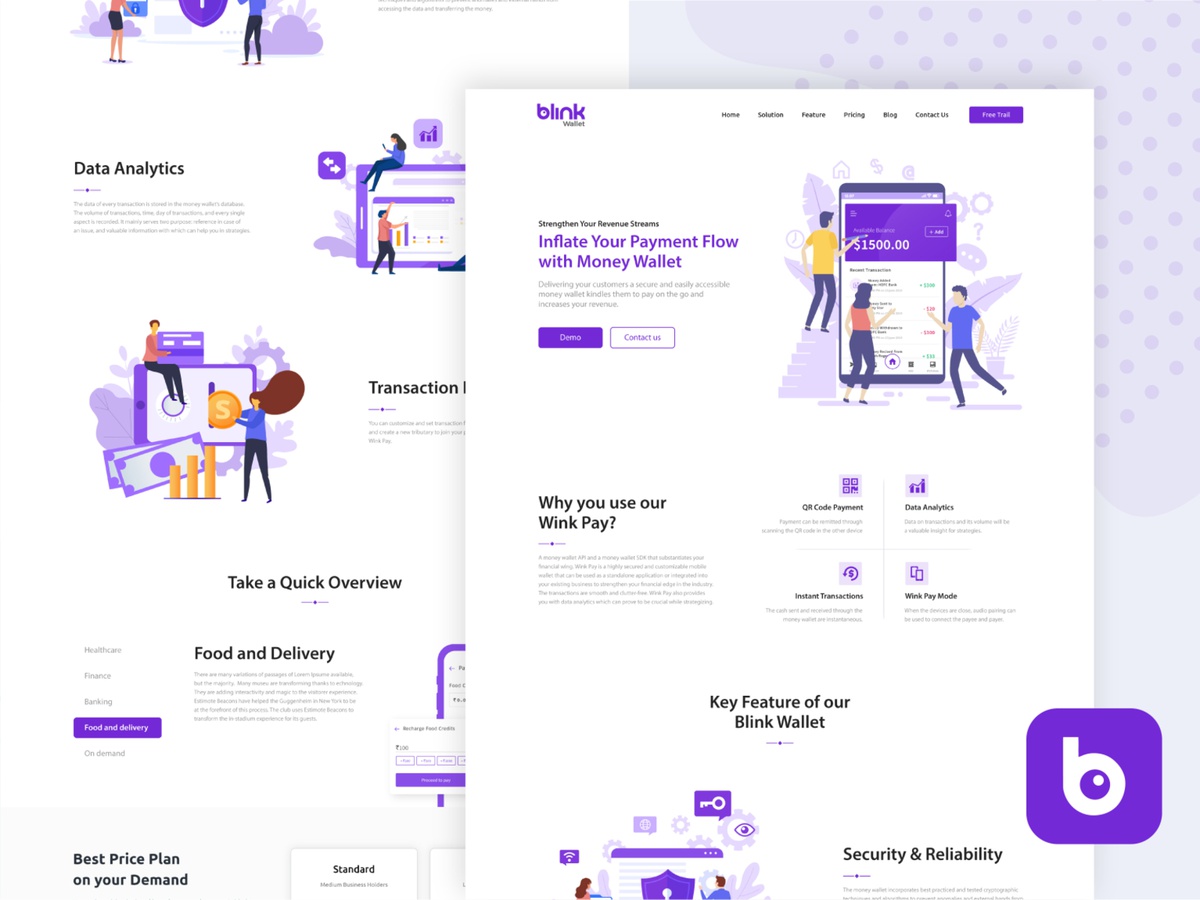 accessing the data and transferring the money.
Data Analytics
The data of every transaction is stored in the money wallet's database.
The volume of transactions, time, day of transactions, and every single
aspect is recorded. It mainly serves two purpose: reference in case of
an issue, and valuable information with which can help you in strategies.
Transaction
You can customize and set transaction
and create a new tributary to join your
Wink Pay.
Take a Quick Overview
Healthcare
Finance
Banking
Food and delivery
On demand
Food and Delivery
There are many variations of passages of Lorem Ipsume available,
but the majority. Many museu are transforming thanks to echnology.
They are adding interactivity and magor to the visitorsr experience.
Estimote Beacons have helped the Guggenheim in New York to be
at the forefront of this process. The club uses Estimote Beacons to
transform the in stadium experience for its guests.
Food C
Recharge Food Credits
₹100
Proceed to pay
Best Price Plan
on your Demand
Standard
Medium Business Holders
blink
Wallet
Home
Solution
Feature
Pricing
Blog
Contact Us
Free Trail
Strengthen Your Revenue Streams
Inflate Your Payment Flow
with Money Wallet
Delivering your customers a secure and easily accessible
money wallet kindles them to pay on the go and
increases your revenue.
Demo
Contact us
Available Balance
$1500.00
+ Add
Recent Transaction
+ $100
- $20
- $500
Why you use our
Wink Pay?
A money wallet API and a money wallet SDK that substantiates your
financial wing. Wink Pay is a highly secured and customisable mobile
wallet that can be used as a standalone application or integrated into
your existing business to strengthen your financial edge in the industry.
The transactions are smooth and clutter-free. Wink Pay also provides
you with data analytics which can prove to be crucial while strategizing.
QR Code Payment
Payment can be remitted through
scanning the QR code in the other device
Data Analytics
Data on transactions and its volume will be
a valuable insight for strategies.
Instant Transactions
The cash sent and received through the
money wallet are instantaneous.
Wink Pay Mode
When the devices are close, audio pairing can
be used to connect the payee and payer.
Key Feature of our
Blink Wallet
Security & Reliability
The money wallet incorporates best practiced and tested cryptographic
b